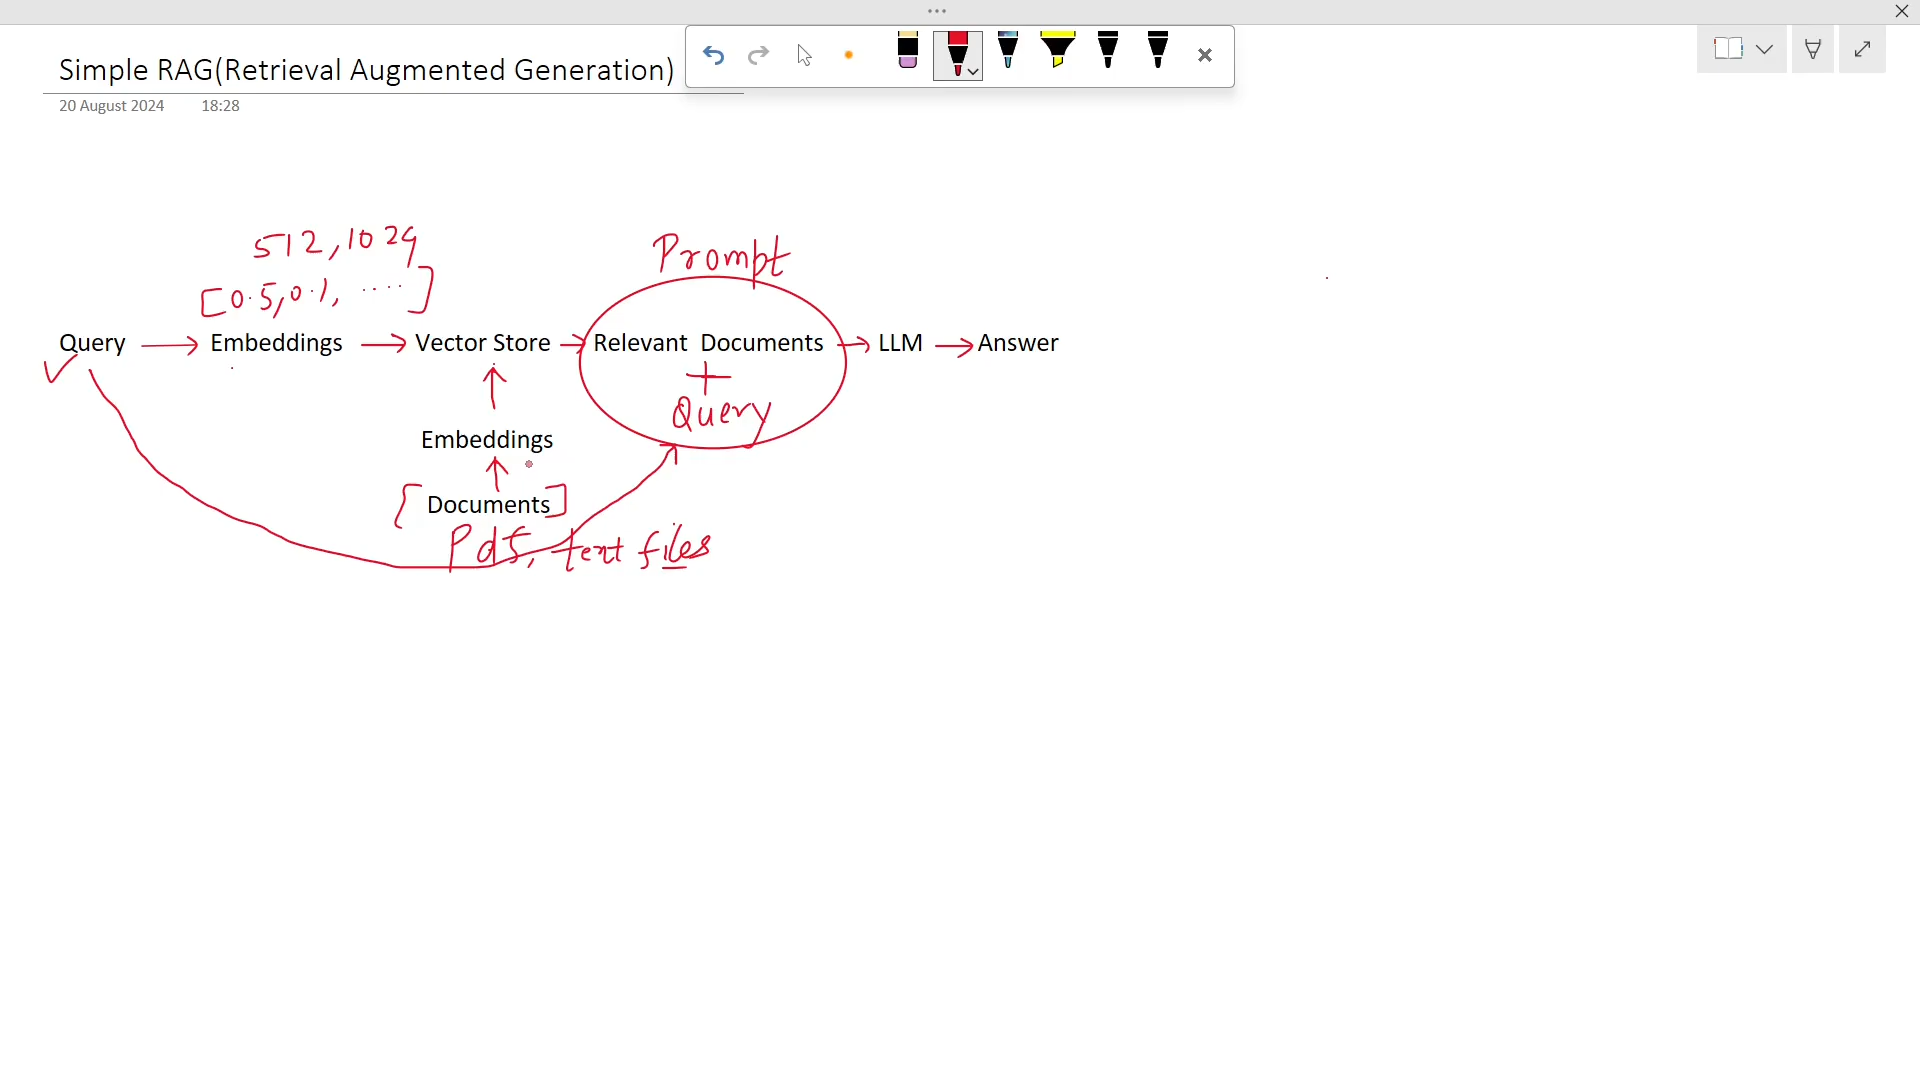 Simple RAG(Retrieval Augmented Generation)
20 August 2024 18:28
512, 1024
[0.5, 0.1, ....]
Prompt
Query Embeddings Vector Store Relevant Documents LLM Answer
+
Query
Embeddings
[Documents]
Pdf, text files